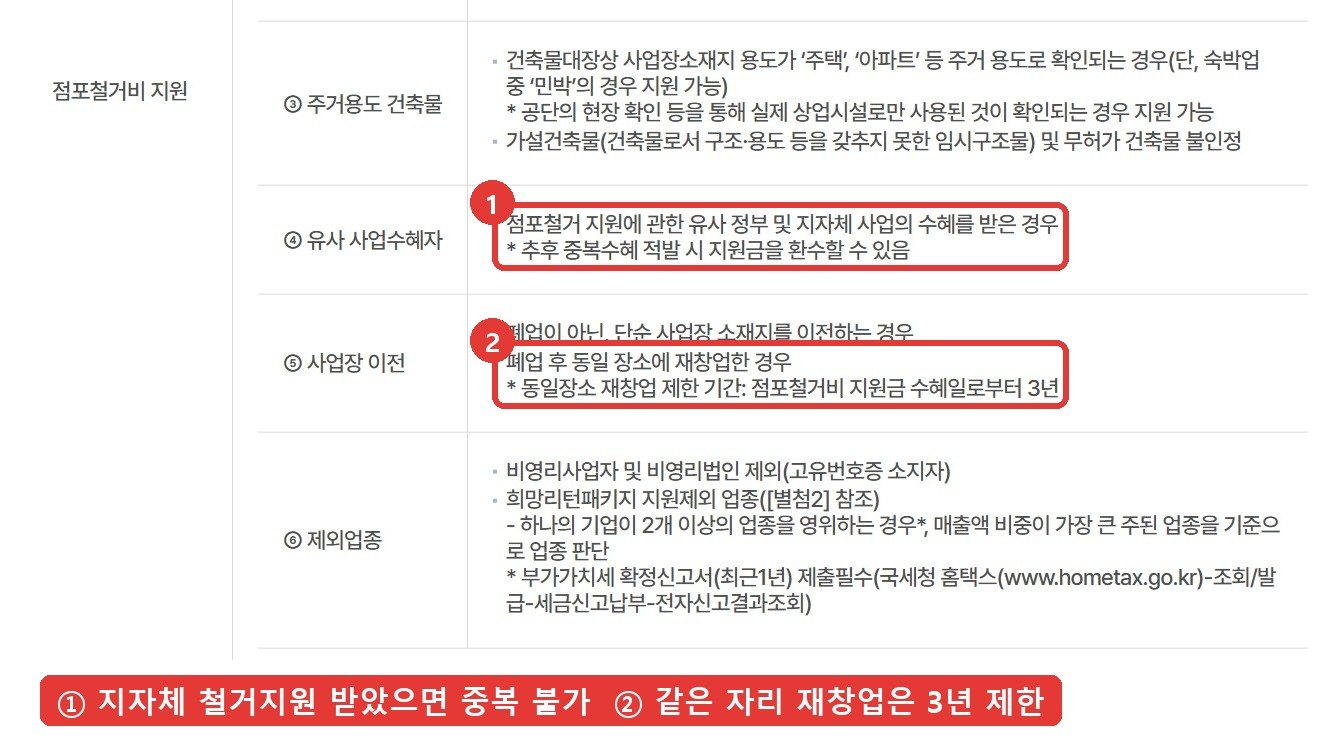 점포철거비 지원
③ 주거용도 건축물
• 건축물대장상 사업장소재지 용도가 ‘주택’, ‘아파트’ 등 주거 용도로 확인되는 경우(단, 숙박업
중 ‘민박’의 경우 지원 가능)
* 공단의 현장 확인 등을 통해 실제 상업시설로만 사용된 것이 확인되는 경우 지원 가능
• 가설건축물(건축물로서 구조·용도 등을 갖추지 못한 임시구조물) 및 무허가 건축물 불인정
④ 유사 사업수혜자
1
점포철거 지원에 관한 유사 정부 및 지자체 사업의 수혜를 받은 경우
* 추후 중복수혜 적발 시 지원금을 환수할 수 있음
⑤ 사업장 이전
폐업이 아닌, 단순 사업장 소재지를 이전하는 경우
2
폐업 후 동일 장소에 재창업한 경우
* 동일장소 재창업 제한 기간: 점포철거비 지원금 수혜일로부터 3년
⑥ 제외업종
• 비영리사업자 및 비영리법인 제외(고유번호증 소지자)
• 희망리턴패키지 지원제외 업종([별첨2] 참조)
- 하나의 기업이 2개 이상의 업종을 영위하는 경우*, 매출액 비중이 가장 큰 주된 업종을 기준으
로 업종 판단
* 부가가치세 확정신고서(최근1년) 제출필수(국세청 홈택스(www.hometax.go.kr)-조회/발
급-세금신고납부-전자신고결과조회)
① 지자체 철거지원 받았으면 중복 불가 ② 같은 자리 재창업은 3년 제한